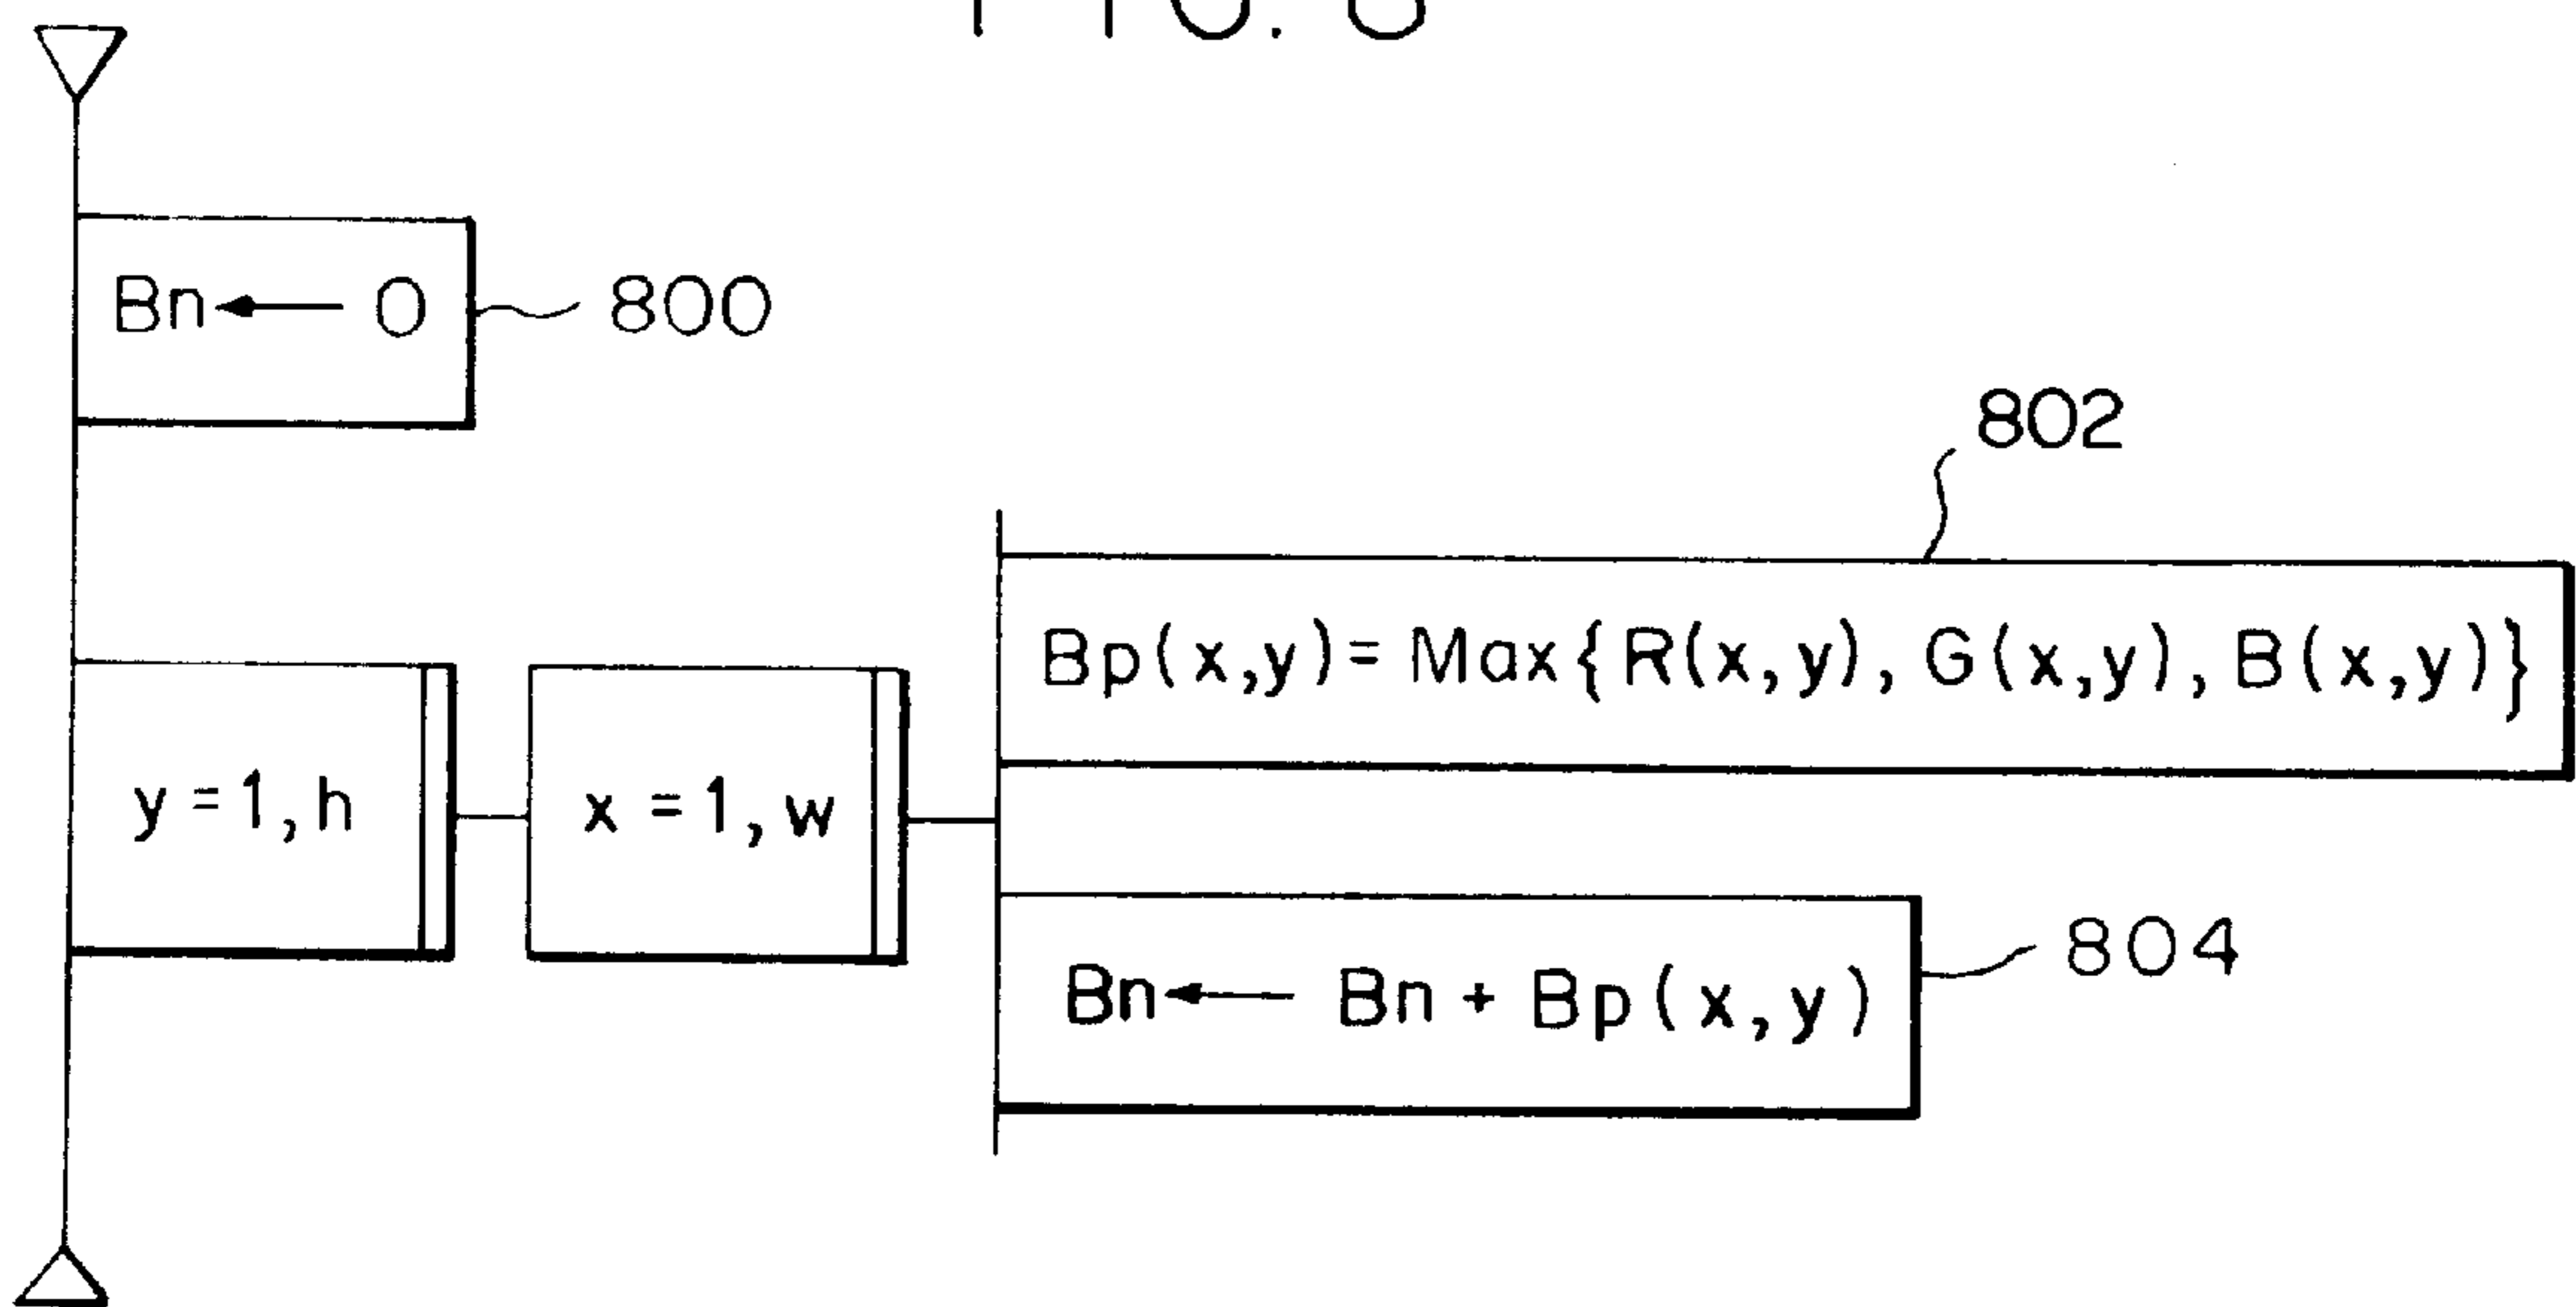 Bn ← 0
800
802
Bp(x,y)= Max{R(x,y), G(x,y), B(x,y)}
y=1,h
x=1,w
Bn ← Bn + Bp(x,y)
804